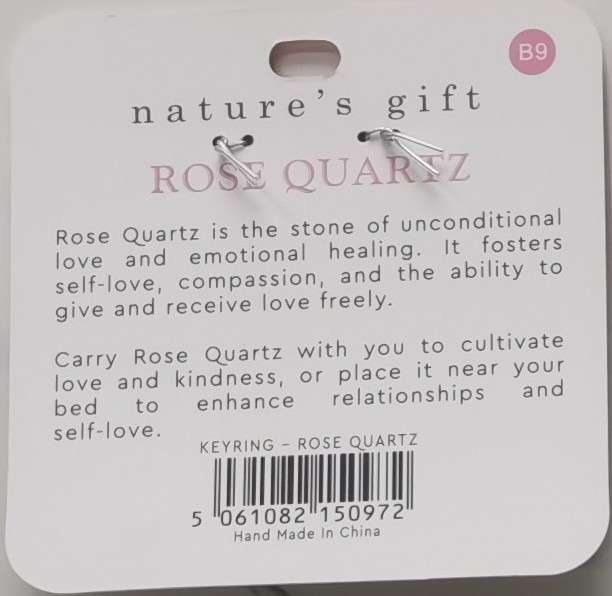 B9
nature's gift
ROSE QUARTZ
Rose Quartz is the stone of unconditional
love and emotional healing. It fosters
self-love, compassion, and the ability to
give and receive love freely.
Carry Rose Quartz with you to cultivate
love and kindness, or place it near your
bed to enhance relationships and
self-love.
KEYRING – ROSE QUARTZ
5 061082 150972
Hand Made In China